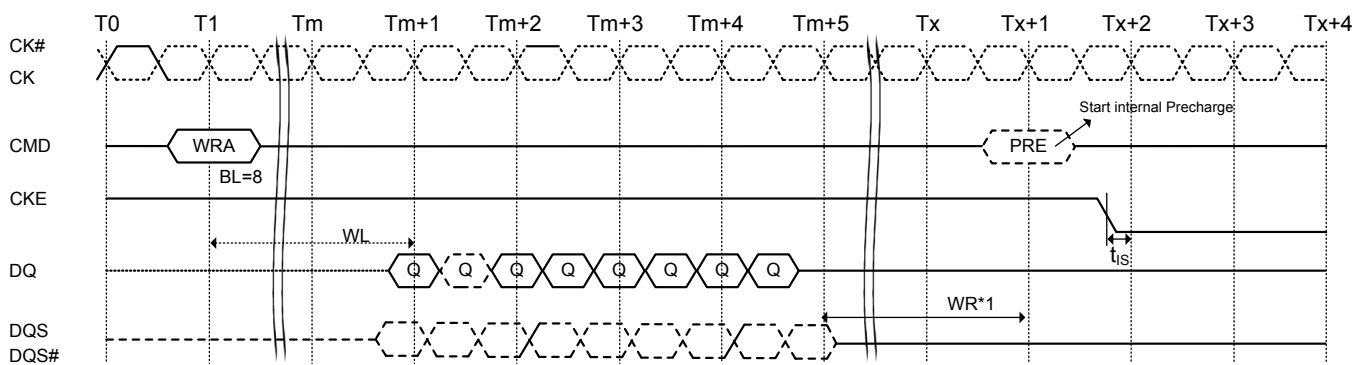 T0 T1 Tm Tm+1 Tm+2 Tm+3 Tm+4 Tm+5 Tx Tx+1 Tx+2 Tx+3 Tx+4
CK#
CK
Start internal Precharge
CMD WRA PRE
BL=8
CKE
WL
DQ Q Q Q Q Q Q Q Q
tIS
WR*1
DQS
DQS#